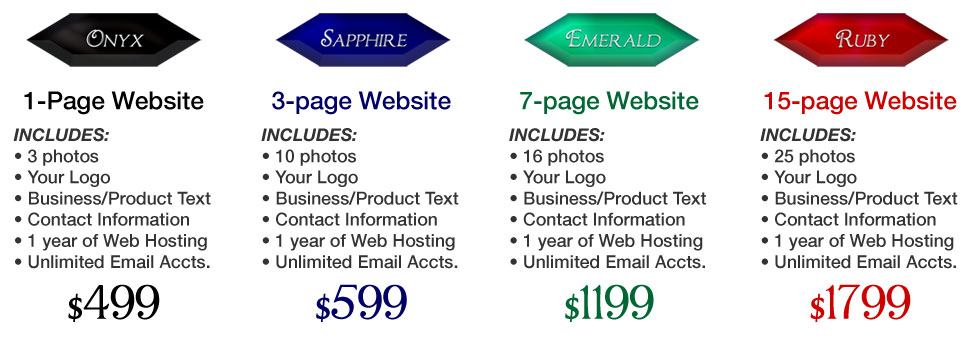 ONYX
1-Page Website
INCLUDES:
• 3 photos
• Your Logo
• Business/Product Text
• Contact Information
• 1 year of Web Hosting
• Unlimited Email Accts.
$499
SAPPHIRE
3-page Website
INCLUDES:
• 10 photos
• Your Logo
• Business/Product Text
• Contact Information
• 1 year of Web Hosting
• Unlimited Email Accts.
$599
EMERALD
7-page Website
INCLUDES:
• 16 photos
• Your Logo
• Business/Product Text
• Contact Information
• 1 year of Web Hosting
• Unlimited Email Accts.
$1199
RUBY
15-page Website
INCLUDES:
• 25 photos
• Your Logo
• Business/Product Text
• Contact Information
• 1 year of Web Hosting
• Unlimited Email Accts.
$1799